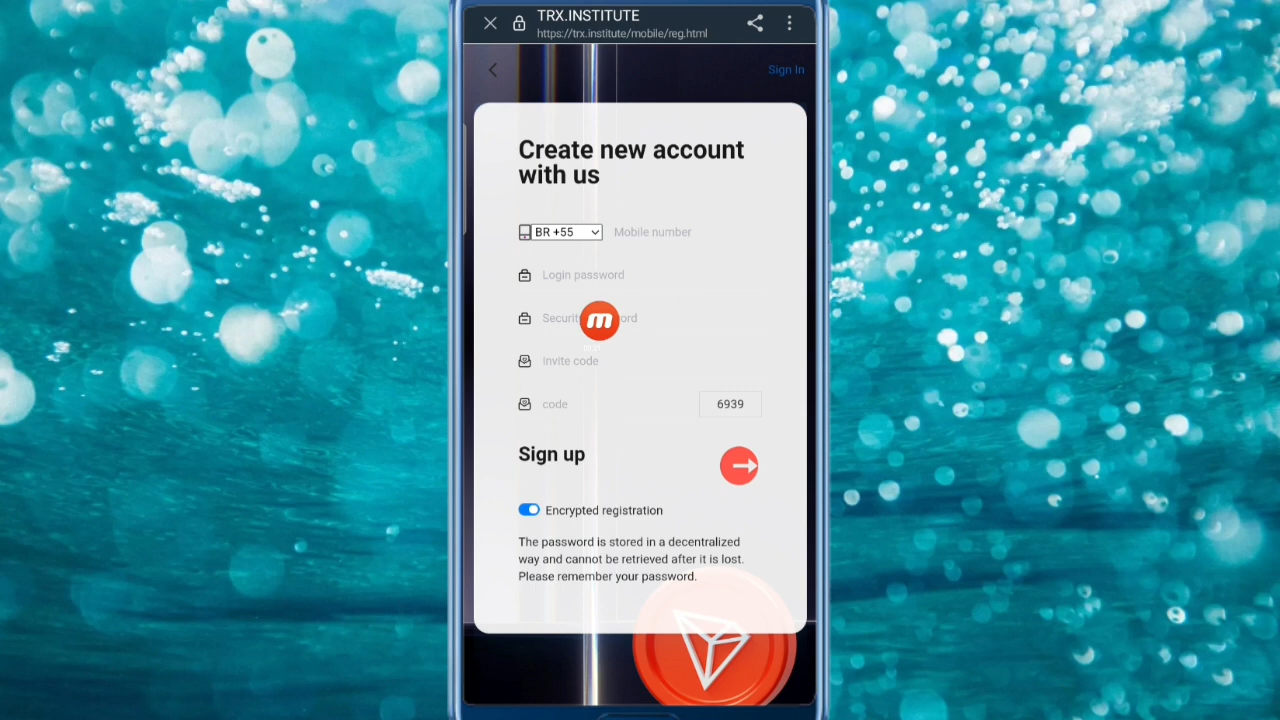 TRX.INSTITUTE
https://trx.institute/mobile/reg.html
Sign In
Create new account
with us
BR +55 Mobile number
Login password
Invite code
code 6939
Sign up
Encrypted registration
The password is stored in a decentralized
way and cannot be retrieved after it is lost.
Please remember your password.